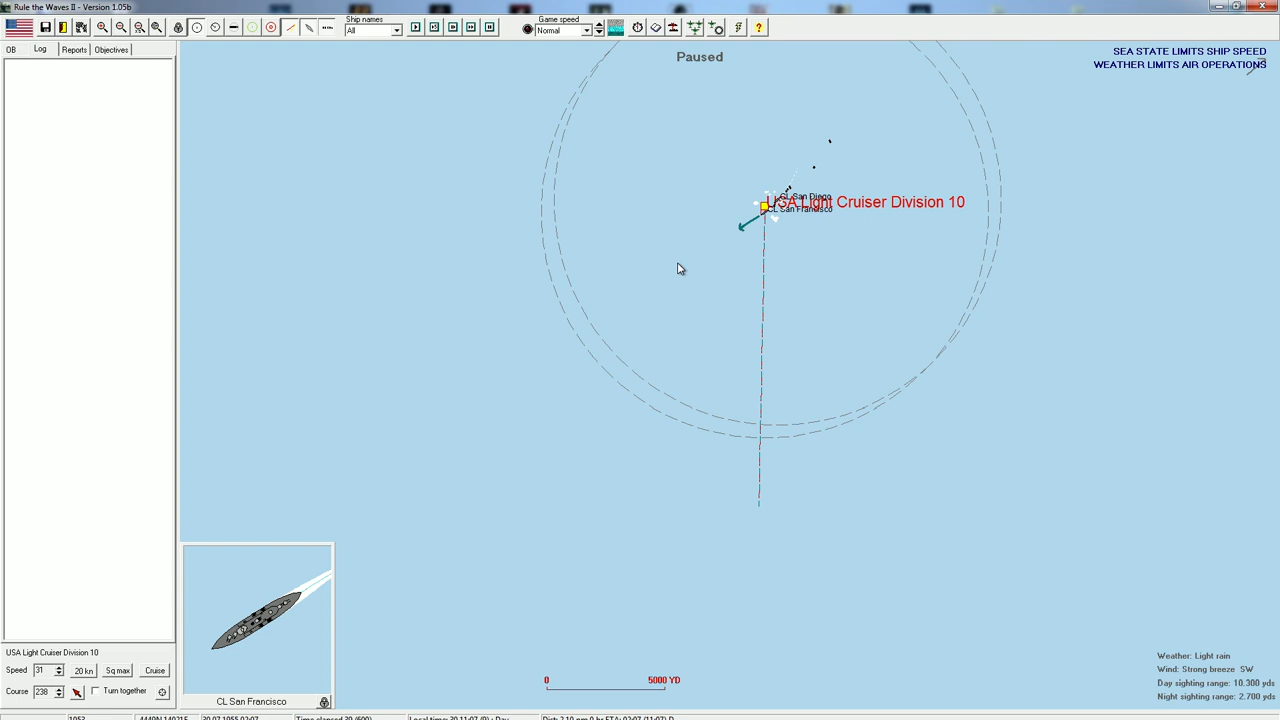 Rule the Waves II - Version 1.05b
Ship names
All
Game speed
Normal
OB Log Reports Objectives
Paused
SEA STATE LIMITS SHIP SPEED
WEATHER LIMITS AIR OPERATIONS
CL San Diego
USA Light Cruiser Division 10
CL San Francisco
USA Light Cruiser Division 10
Speed 31 20 kn Sq max Cruise
Course 238 Turn together
CL San Francisco
0 5000 YD
Weather: Light rain
Wind: Strong breeze SW
Day sighting range: 10.300 yds
Night sighting range: 2.700 yds